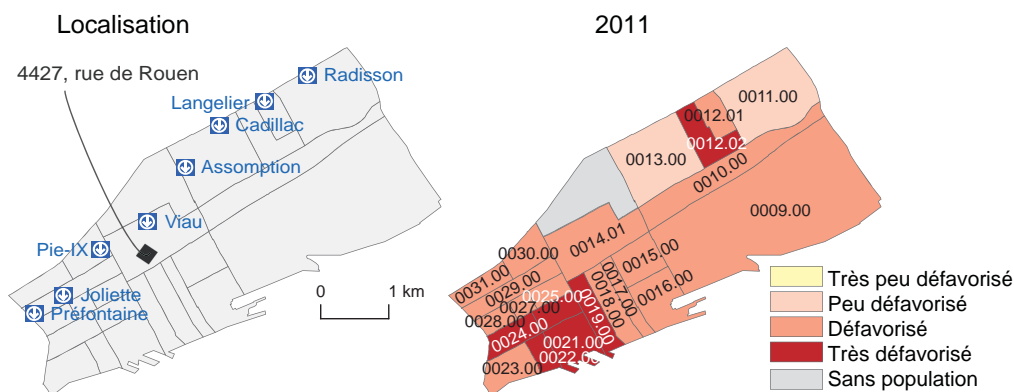 Localisation
4427, rue de Rouen
Radisson
Langelier
Cadillac
Assomption
Viau
Pie-IX
Joliette
Préfontaine
0 1 km
2011
0011.00
0012.01
0012.02
0013.00
0010.00
0009.00
0014.01
0030.00
0015.00
0031.00
0029.00
0017.00
0016.00
0025.00
0018.00
0027.00
0019.00
0028.00
0024.00
0021.00
0022.00
0023.00
Très peu défavorisé
Peu défavorisé
Défavorisé
Très défavorisé
Sans population